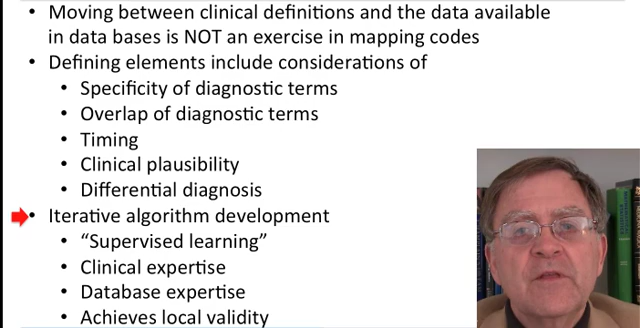 • Moving between clinical definitions and the data available
in data bases is NOT an exercise in mapping codes
• Defining elements include considerations of
• Specificity of diagnostic terms
• Overlap of diagnostic terms
• Timing
• Clinical plausibility
• Differential diagnosis
• Iterative algorithm development
• “Supervised learning”
• Clinical expertise
• Database expertise
• Achieves local validity